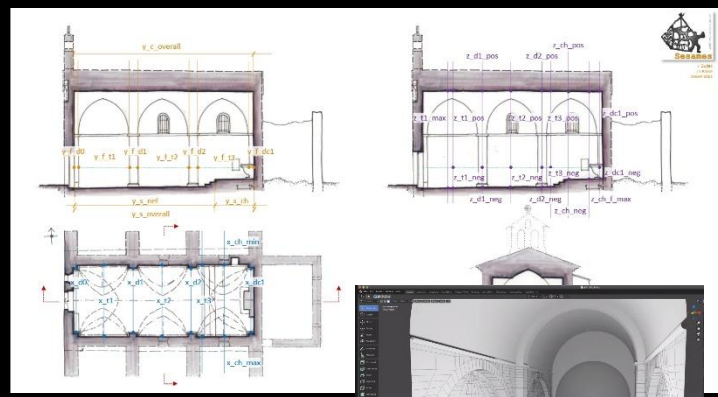 y_c_overall
y_f_d0
y_f_t1
y_f_d1
y_f_t2
y_f_d2
y_f_t3
y_f_dc1
y_s_nef
y_s_ch
y_s_overall
z_ch_pos
z_d1_pos
z_d2_pos
z_dc1_pos
z_t1_max
z_t1_pos
z_t2_pos
z_t3_pos
z_t1_neg
z_t2_neg
z_t3_neg
z_dc1_neg
z_d1_neg
z_d2_neg
z_ch_f_max
z_ch_neg
Sesames
x_ch_min
x_d0
x_d1
x_d2
x_dc1
x_t1
x_t2
x_t3
x_ch_max